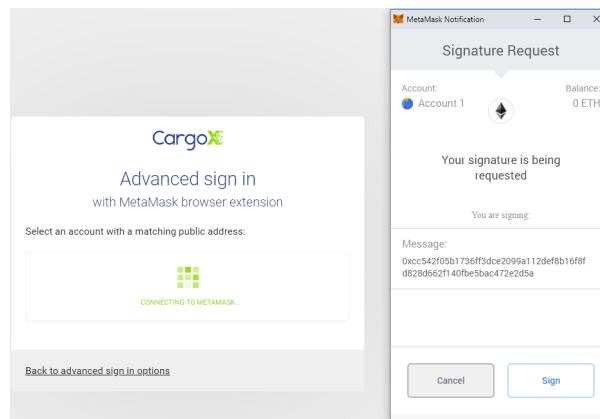 CargoX
Advanced sign in
with MetaMask browser extension
Select an account with a matching public address:
CONNECTING TO METAMASK..
Back to advanced sign in options
MetaMask Notification
Signature Request
Account:
Balance:
Account 1
0 ETH
Your signature is being
requested
You are signing:
Message:
0xcc542f05b1736ff3dce2099a112def8b16f8f
d828d662f140fbe5bac472e2d5a
Cancel
Sign